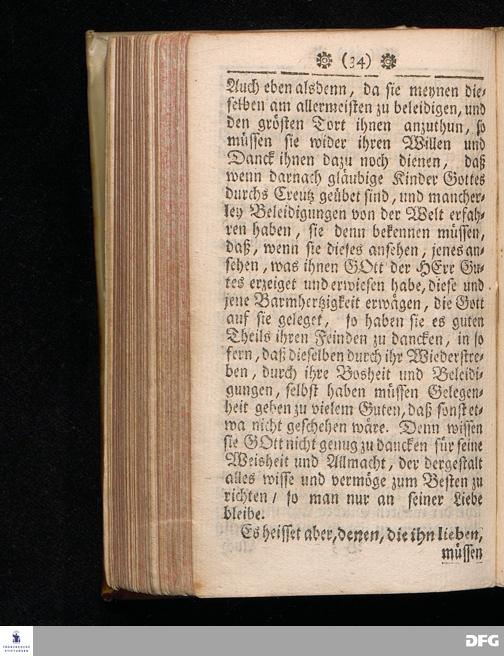 (34)
Auch eben alsdenn, da sie meynen die-
selben am allermeisten zu beleidigen, und
den grösten Tort ihnen anzuthun, so
müssen sie wider ihren Willen und
Danck ihnen dazu noch dienen, daß
wenn darnach gläubige Kinder Gottes
durchs Creutz geübet sind, und mancher-
ley Beleidigungen von der Welt erfah-
ren haben, sie denn bekennen müssen,
daß, wenn sie dieses ansehen, jenes an-
sehen, was ihnen GOtt der HErr Gu-
tes erzeiget und erwiesen habe, diese und
jene Barmhertzigkeit erwägen, die Gott
auf sie geleget, so haben sie es guten
Theils ihren Feinden zu dancken, in so
fern, daß dieselben durch ihr Wiederstre-
ben, durch ihre Bosheit und Beleidi-
gungen, selbst haben müssen Gelegen-
heit geben zu vielem Guten, daß sonst et-
wa nicht geschehen wäre. Denn wissen
sie GOtt nicht genug zu dancken für seine
Weisheit und Allmacht, der dergestalt
alles wisse und vermöge zum Besten zu
richten / so man nur an seiner Liebe
bleibe.
Es heisset aber, denen, die ihn lieben,
müssen
FRANCKESCHE
STIFTUNGEN
DFG